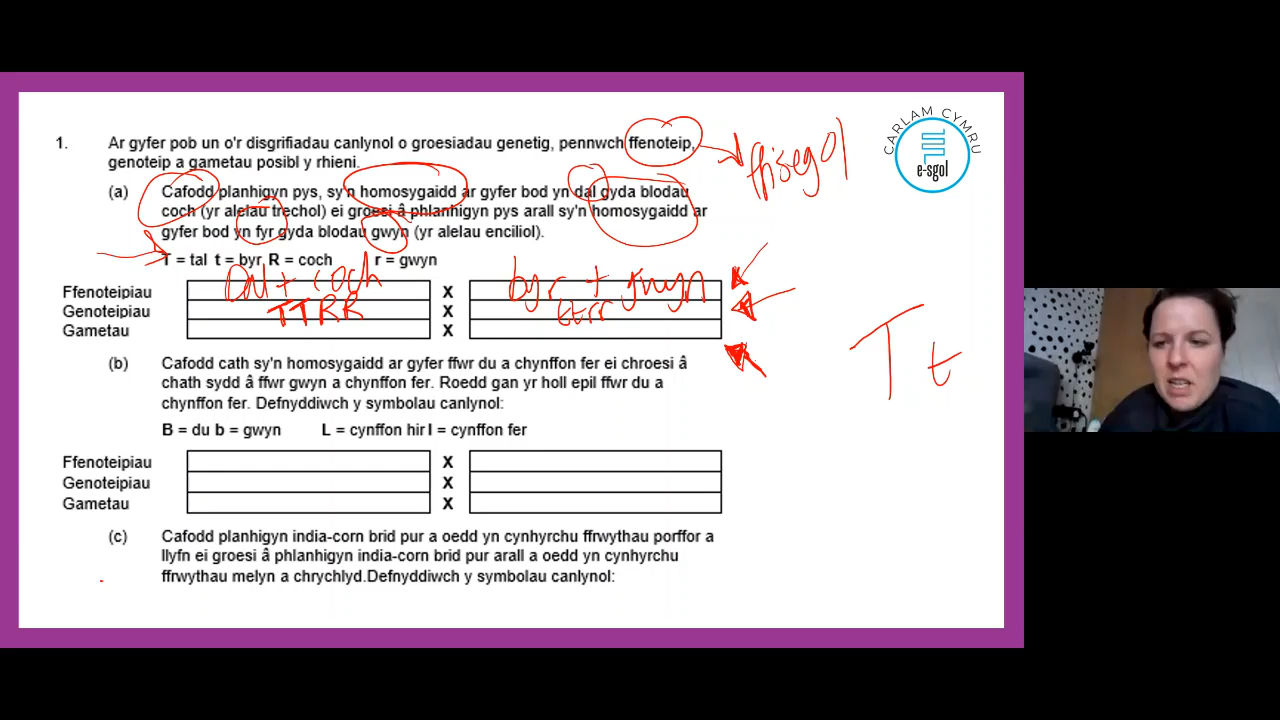 CARLAM CYMRU
e-sgol
1. Ar gyfer pob un o'r disgrifiadau canlynol o groesiadau genetig, pennwch ffenoteip,
genoteip a gametau posibl y rhieni.
ffisegol
(a) Cafodd planhigyn pys, sy'n homosygaidd ar gyfer bod yn dal gyda blodau
coch (yr alelau trechol) ei groesi â phlanhigyn pys arall sy'n homosygaidd ar
gyfer bod yn fyr gyda blodau gwyn (yr alelau enciliol).
T = tal t = byr R = coch r = gwyn
Ffenoteipiau Dal + coch X byr + gwyn
Genoteipiau TTRR X ttrr
Gametau X
T t
(b) Cafodd cath sy'n homosygaidd ar gyfer ffwr du a chynffon fer ei chroesi â
chath sydd â ffwr gwyn a chynffon fer. Roedd gan yr holl epil ffwr du a
chynffon fer. Defnyddiwch y symbolau canlynol:
B = du b = gwyn L = cynffon hir l = cynffon fer
Ffenoteipiau X
Genoteipiau X
Gametau X
(c) Cafodd planhigyn india-corn brid pur a oedd yn cynhyrchu ffrwythau porffor a
llyfn ei groesi â phlanhigyn india-corn brid pur arall a oedd yn cynhyrchu
ffrwythau melyn a chrychlyd.Defnyddiwch y symbolau canlynol: